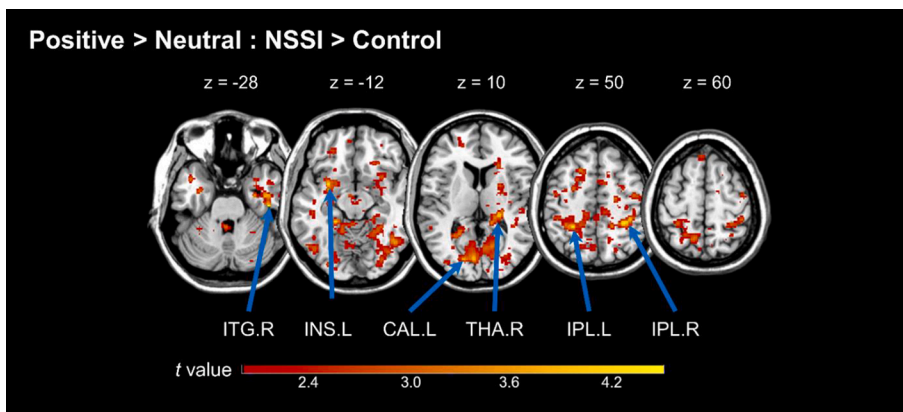 Positive > Neutral : NSSI > Control
z = -28 z = -12 z = 10 z = 50 z = 60
ITG.R INS.L CAL.L THA.R IPL.L IPL.R
t value
2.4 3.0 3.6 4.2